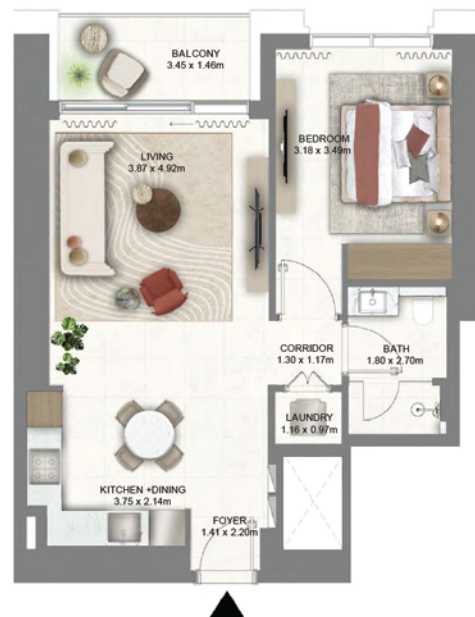 BALCONY
3.45 x 1.46m
BEDROOM
3.18 x 3.49m
LIVING
3.87 x 4.92m
CORRIDOR
1.30 x 1.17m
BATH
1.80 x 2.70m
LAUNDRY
1.16 x 0.97m
KITCHEN +DINING
3.75 x 2.14m
FOYER
1.41 x 2.20m